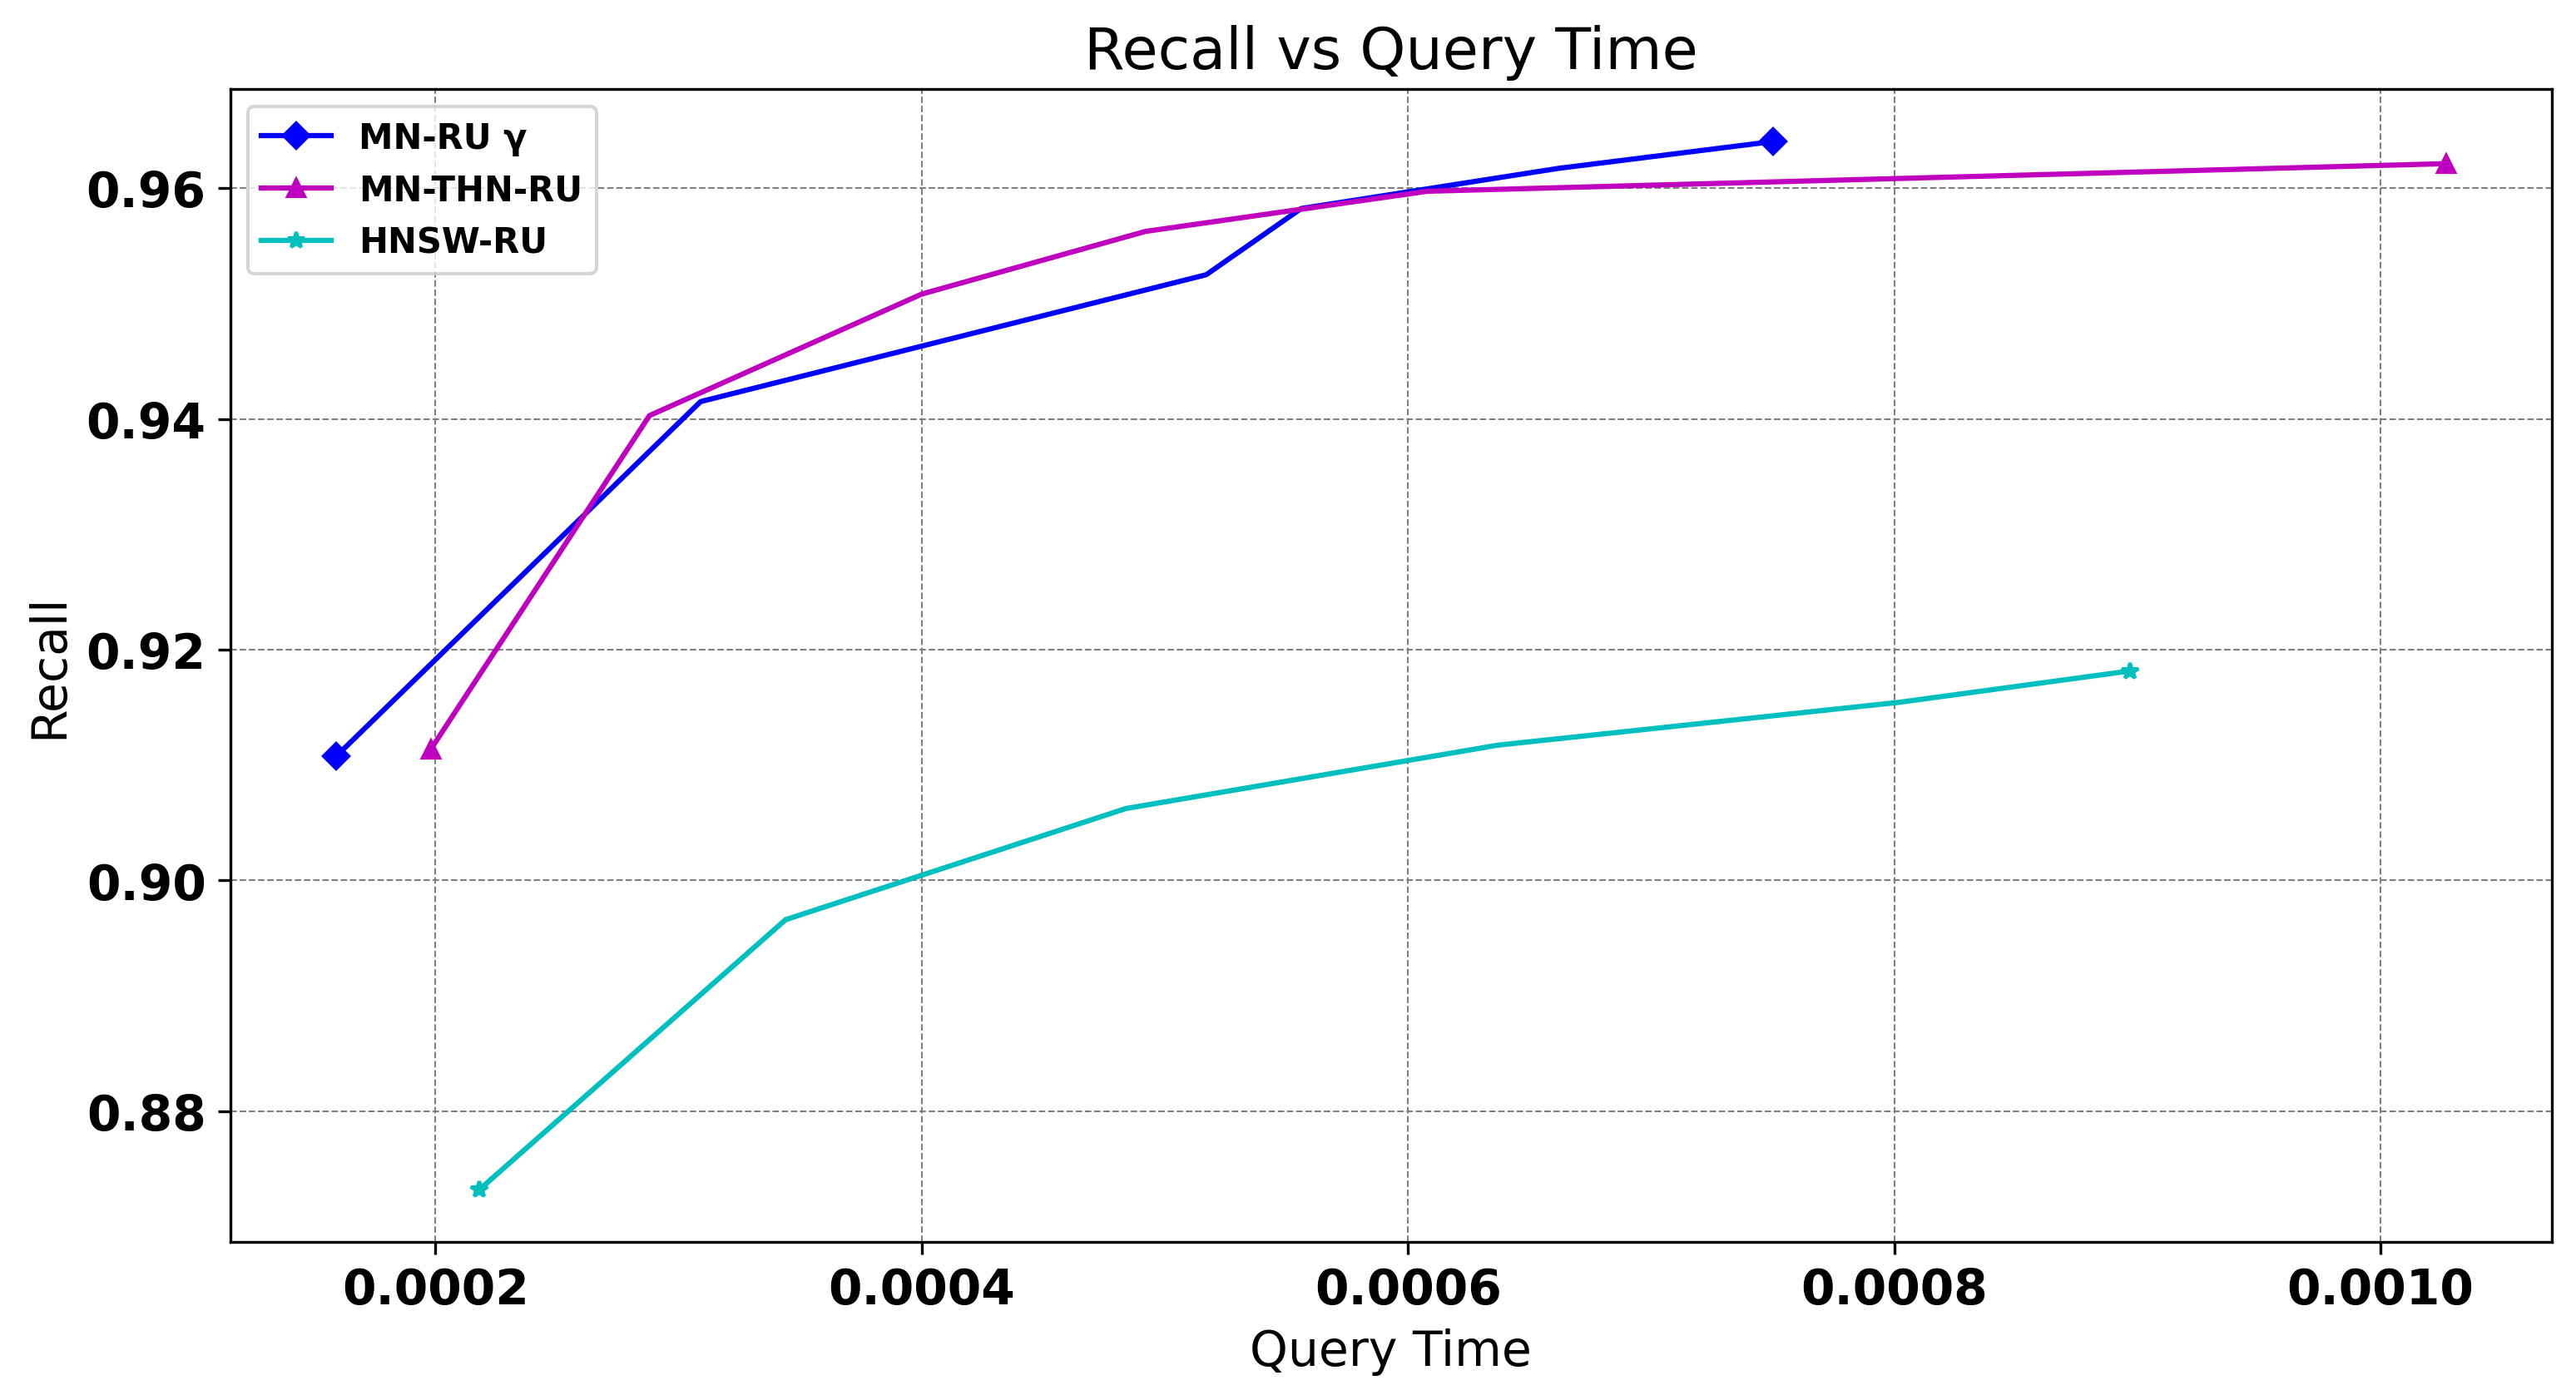 Recall vs Query Time
MN-RU γ
MN-THN-RU
HNSW-RU
0.96
0.94
0.92
0.90
0.88
Recall
0.0002
0.0004
0.0006
0.0008
0.0010
Query Time